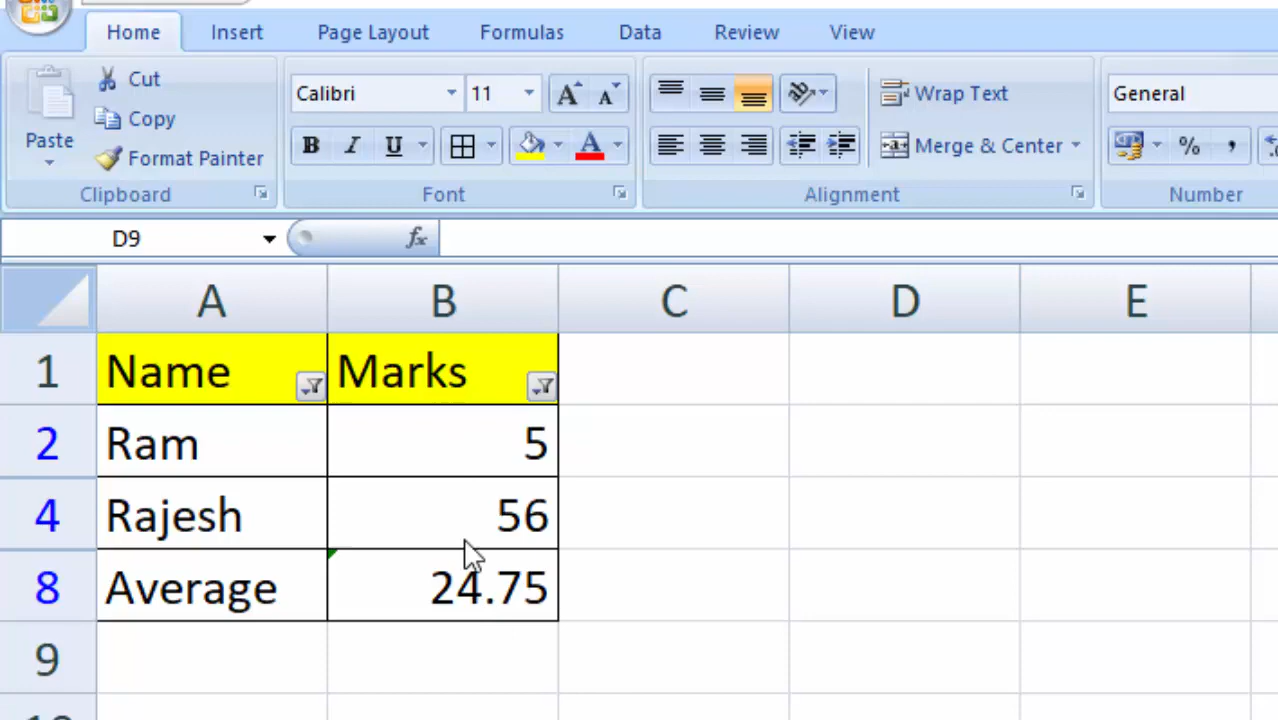 Home Insert Page Layout Formulas Data Review View
Cut
Copy
Format Painter
Paste
Clipboard
Calibri 11 A A
B I U A
Font
Wrap Text
Merge & Center
Alignment
General
% ,
Number
D9 fx
A B C D E
1 Name Marks
2 Ram 5
4 Rajesh 56
8 Average 24.75
9